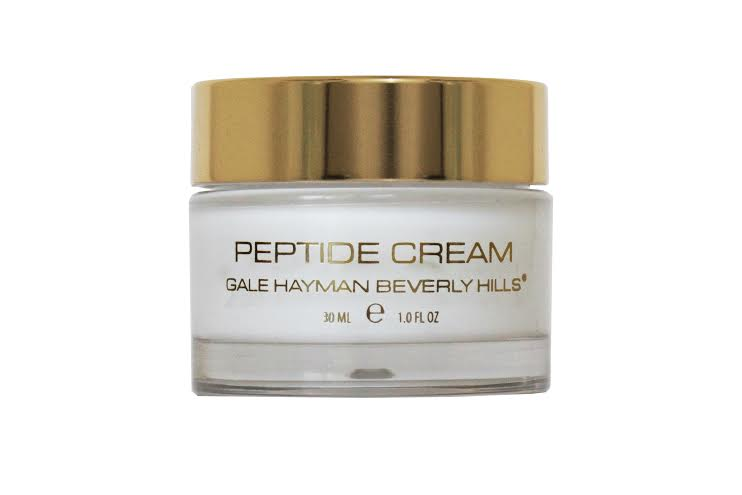 PEPTIDE CREAM
GALE HAYMAN BEVERLY HILLS®
30 ML ℮ 1.0 FL OZ